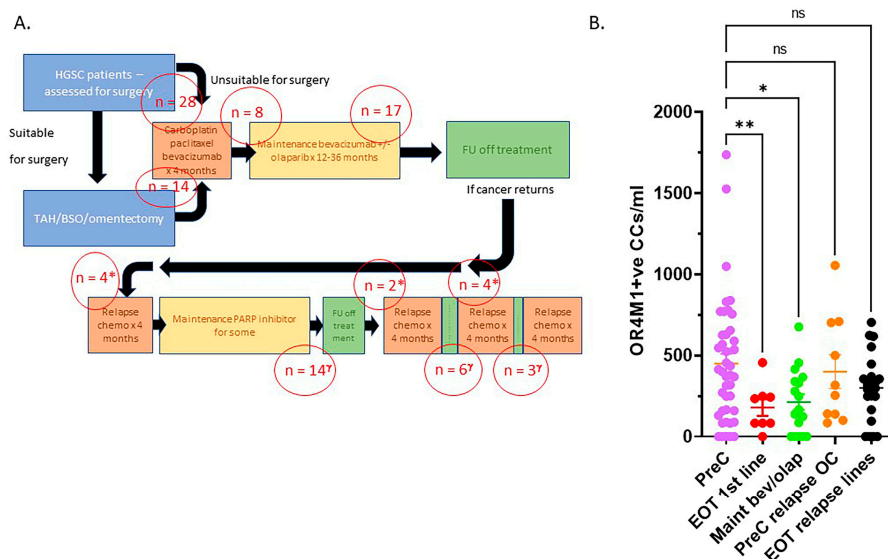 A.
HGSC patients –
assessed for surgery
Unsuitable for surgery
n = 28
n = 8
n = 17
Suitable
for surgery
Carboplatin
paclitaxel
bevacizumab
x 4 months
Maintenance bevacizumab +/-
olaparib x 12-36 months
FU off treatment
n = 14
TAH/BSO/omentectomy
If cancer returns
n = 4*
n = 2*
n = 4*
Relapse
chemo x 4
months
Maintenance PARP inhibitor
for some
FU off
treat
ment
Relapse
chemo x
4 months
Relapse
chemo x
4 months
Relapse
chemo x
4 months
n = 14ɣ
n = 6ɣ
n = 3ɣ
B.
ns
ns
*
**
OR4M1+ve CCs/ml
2000
1500
1000
500
0
PreC
EOT 1st line
Maint bev/olap
PreC relapse OC
EOT relapse lines